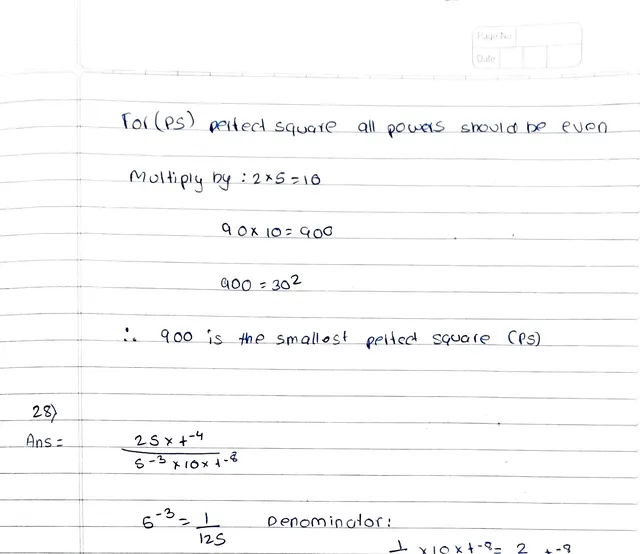 Page No
Date
For (PS) perfect square all powers should be even
Multiply by : 2×5=10
90×10=900
900=30²
∴ 900 is the smallest perfect square (PS)
28)
Ans =
25×t⁻⁴
5⁻³×10×t⁻⁸
5⁻³ = 1/125 Denominator:
1 ×10×t⁻⁸= 2 t⁻⁸